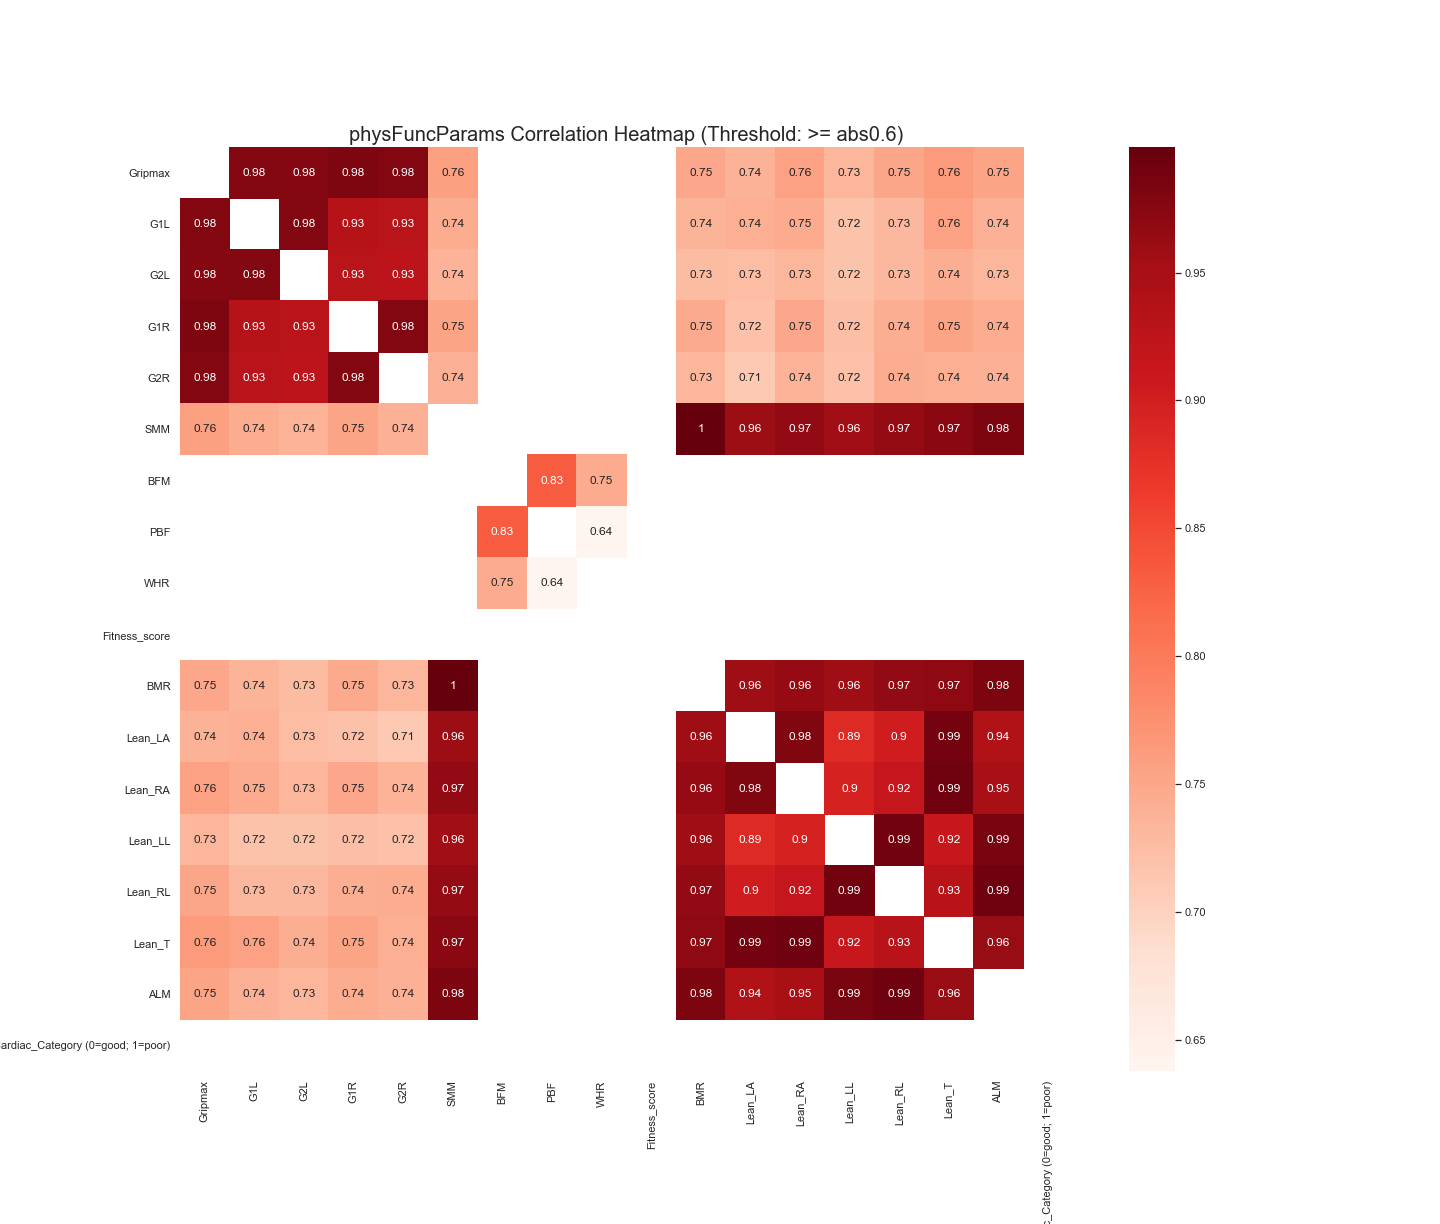 physFuncParams Correlation Heatmap (Threshold: >= abs0.6)
Gripmax 0.98 0.98 0.98 0.98 0.76 0.75 0.74 0.76 0.73 0.75 0.76 0.75
G1L 0.98 0.98 0.93 0.93 0.74 0.74 0.74 0.75 0.72 0.73 0.76 0.74
G2L 0.98 0.98 0.93 0.93 0.74 0.73 0.73 0.73 0.72 0.73 0.74 0.73
G1R 0.98 0.93 0.93 0.98 0.75 0.75 0.72 0.75 0.72 0.74 0.75 0.74
G2R 0.98 0.93 0.93 0.98 0.74 0.73 0.71 0.74 0.72 0.74 0.74 0.74
SMM 0.76 0.74 0.74 0.75 0.74 1 0.96 0.97 0.96 0.97 0.97 0.98
BFM 0.83 0.75
PBF 0.83 0.64
WHR 0.75 0.64
Fitness_score
BMR 0.75 0.74 0.73 0.75 0.73 1 0.96 0.96 0.96 0.97 0.97 0.98
Lean_LA 0.74 0.74 0.73 0.72 0.71 0.96 0.96 0.98 0.89 0.9 0.99 0.94
Lean_RA 0.76 0.75 0.73 0.75 0.74 0.97 0.96 0.98 0.9 0.92 0.99 0.95
Lean_LL 0.73 0.72 0.72 0.72 0.72 0.96 0.96 0.89 0.9 0.99 0.92 0.99
Lean_RL 0.75 0.73 0.73 0.74 0.74 0.97 0.97 0.9 0.92 0.99 0.93 0.99
Lean_T 0.76 0.76 0.74 0.75 0.74 0.97 0.97 0.99 0.99 0.92 0.93 0.96
ALM 0.75 0.74 0.73 0.74 0.74 0.98 0.98 0.94 0.95 0.99 0.99 0.96
ardiac_Category (0=good; 1=poor)
Gripmax
G1L
G2L
G1R
G2R
SMM
BFM
PBF
WHR
Fitness_score
BMR
Lean_LA
Lean_RA
Lean_LL
Lean_RL
Lean_T
ALM
c_Category (0=good; 1=poor)
0.95
0.90
0.85
0.80
0.75
0.70
0.65